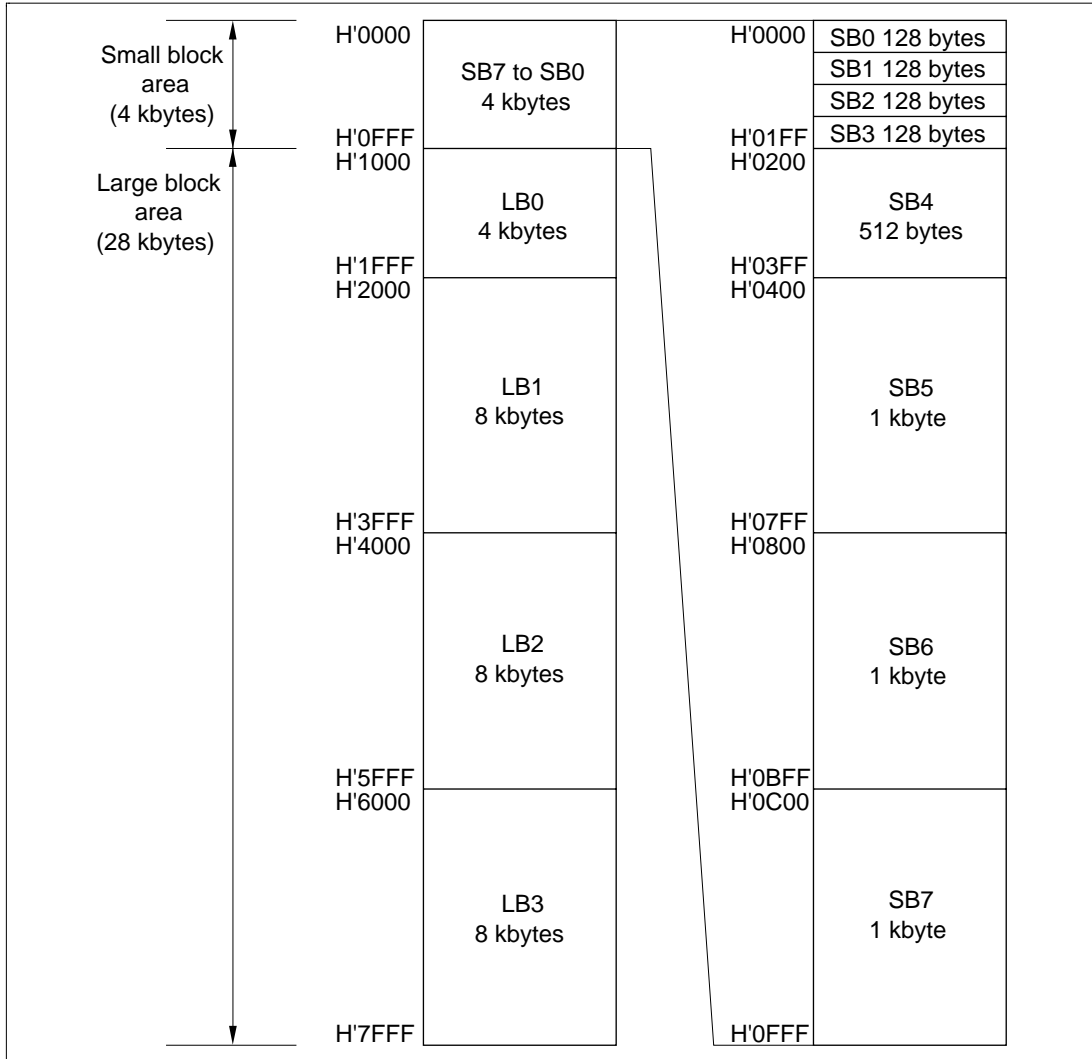 Small block
area
(4 kbytes)
Large block
area
(28 kbytes)
H'0000
SB7 to SB0
4 kbytes
H'0FFF
H'1000
LB0
4 kbytes
H'1FFF
H'2000
LB1
8 kbytes
H'3FFF
H'4000
LB2
8 kbytes
H'5FFF
H'6000
LB3
8 kbytes
H'7FFF
H'0000
SB0 128 bytes
SB1 128 bytes
SB2 128 bytes
SB3 128 bytes
H'01FF
H'0200
SB4
512 bytes
H'03FF
H'0400
SB5
1 kbyte
H'07FF
H'0800
SB6
1 kbyte
H'0BFF
H'0C00
SB7
1 kbyte
H'0FFF